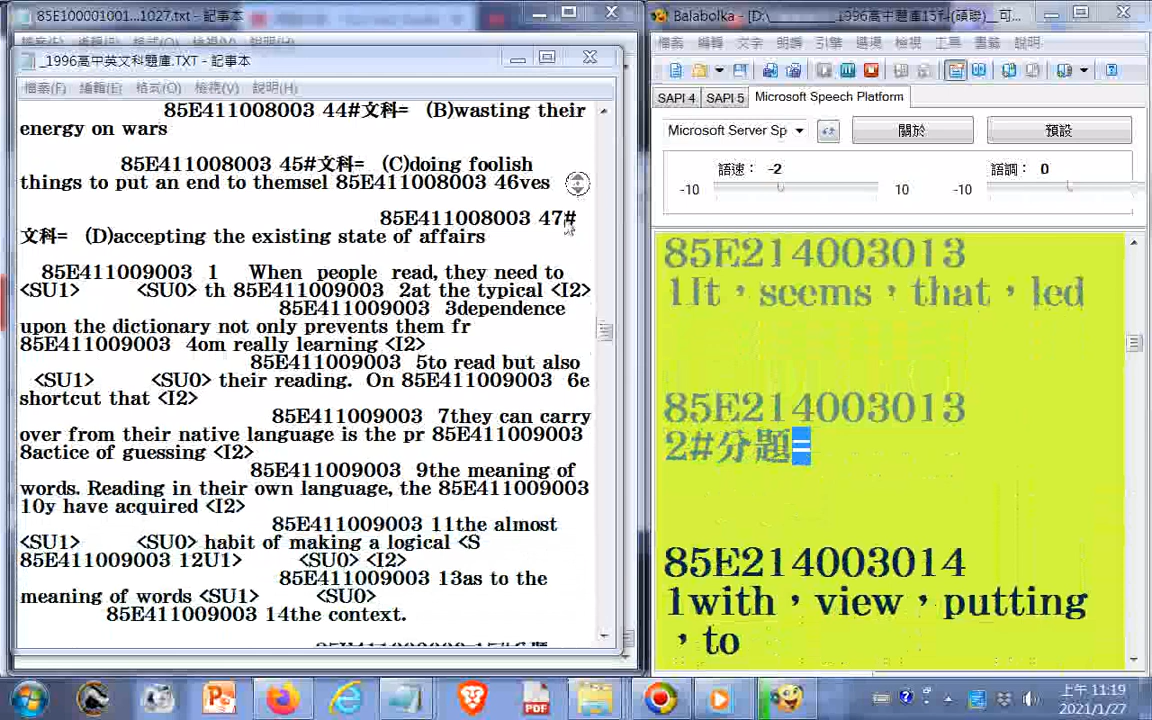 85E100001001...1027.txt - 記事本
_1996高中英文科題庫.TXT - 記事本
檔案(F) 編輯(E) 格式(O) 檢視(V) 說明(H)
85E411008003 44#文科= (B)wasting their
energy on wars
85E411008003 45#文科= (C)doing foolish
things to put an end to themsel 85E411008003 46ves
85E411008003 47#
文科= (D)accepting the existing state of affairs
85E411009003 1 When people read, they need to
<SU1> <SU0> th 85E411009003 2at the typical <I2>
85E411009003 3dependence
upon the dictionary not only prevents them fr
85E411009003 4om really learning <I2>
85E411009003 5to read but also
<SU1> <SU0> their reading. On 85E411009003 6e
shortcut that <I2>
85E411009003 7they can carry
over from their native language is the pr 85E411009003
8actice of guessing <I2>
85E411009003 9the meaning of
words. Reading in their own language, the 85E411009003
10y have acquired <I2>
85E411009003 11the almost
<SU1> <SU0> habit of making a logical <S
85E411009003 12U1> <SU0> <I2>
85E411009003 13as to the
meaning of words <SU1> <SU0>
85E411009003 14the context.
Balabolka - [D:\________1996高中題庫15科(碩聯)__可...
檔案 編輯 文字 朗讀 引擎 選項 檢視 工具 書籤 說明
SAPI 4 SAPI 5 Microsoft Speech Platform
Microsoft Server Sp 關於 預設
語速: -2 語調: 0
-10 10 -10
85E214003013
1It,seems,that,led
85E214003013
2#分題=
85E214003014
1with,view,putting
,to
PDF
上午 11:19
2021/1/27